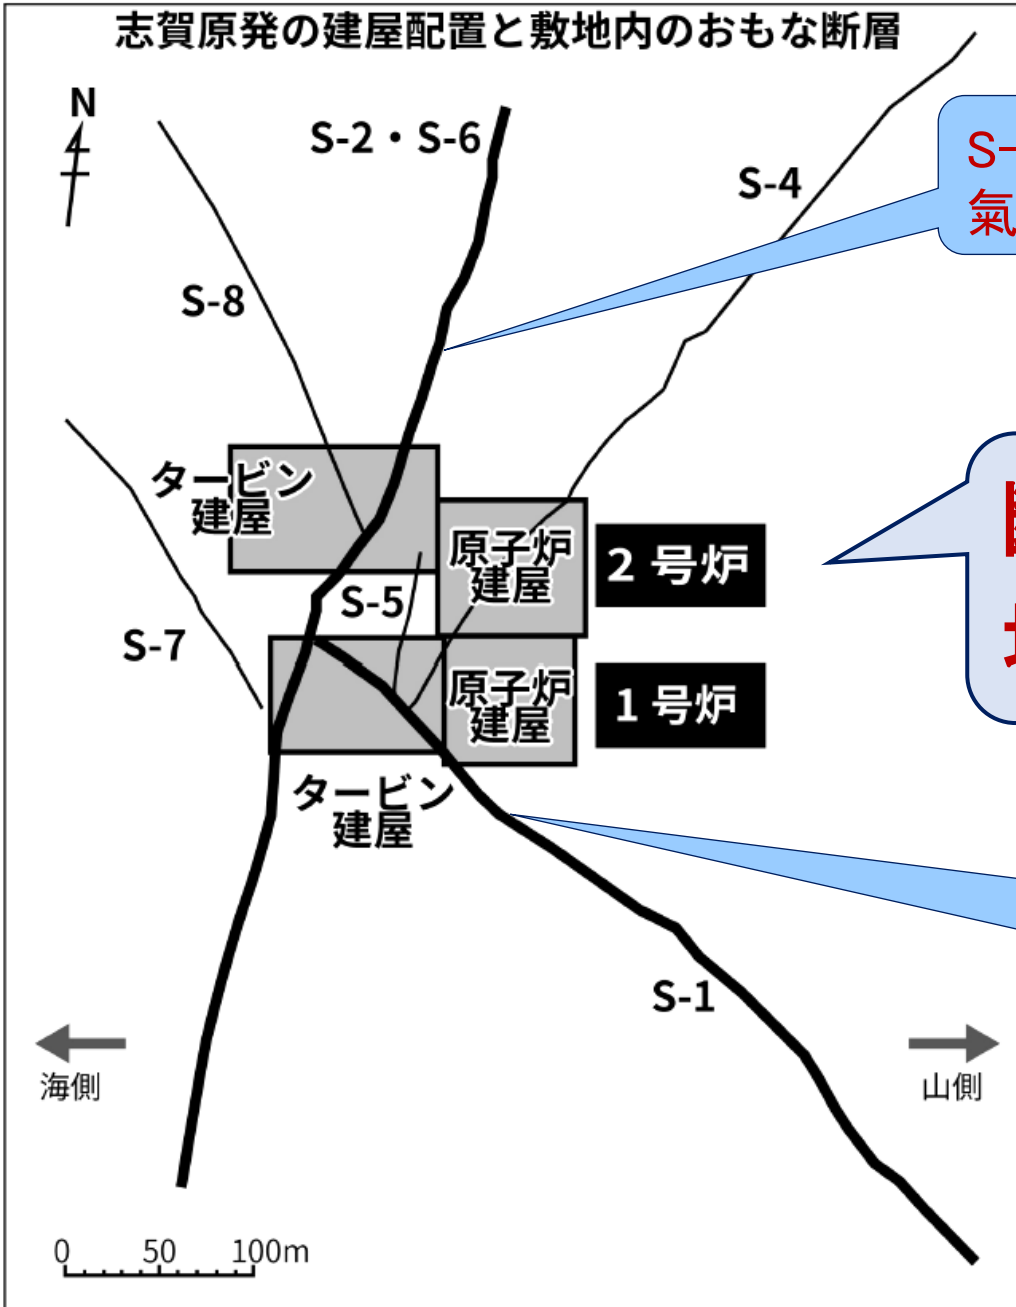 志賀原発の建屋配置と敷地内のおもな断層
N
S-2・S-6
S-4
S-
氣
S-8
タービン
建屋
原子炉
建屋
2 号炉
S-5
S-7
原子炉
建屋
1 号炉
タービン
建屋
S-1
海側
山側
0 50 100m